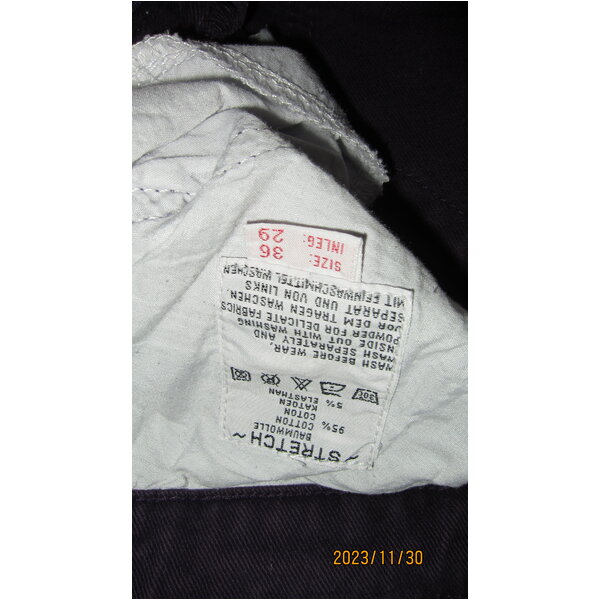 ~STRETCH~
BAUMWOLLE
95% COTTON
COTON
KATOEN
5% ELASTHAN
30C
WASH BEFORE WEAR,
WASH SEPARATELY AND
INSIDE OUT WITH WASHING
POWDER FOR DELICATE FABRICS
VOR DEM TRAGEN WASCHEN.
SEPARAT UND VON LINKS
MIT FEINWASCHMITTEL WASCHEN
SIZE: 36
INLEG: 29
2023/11/30